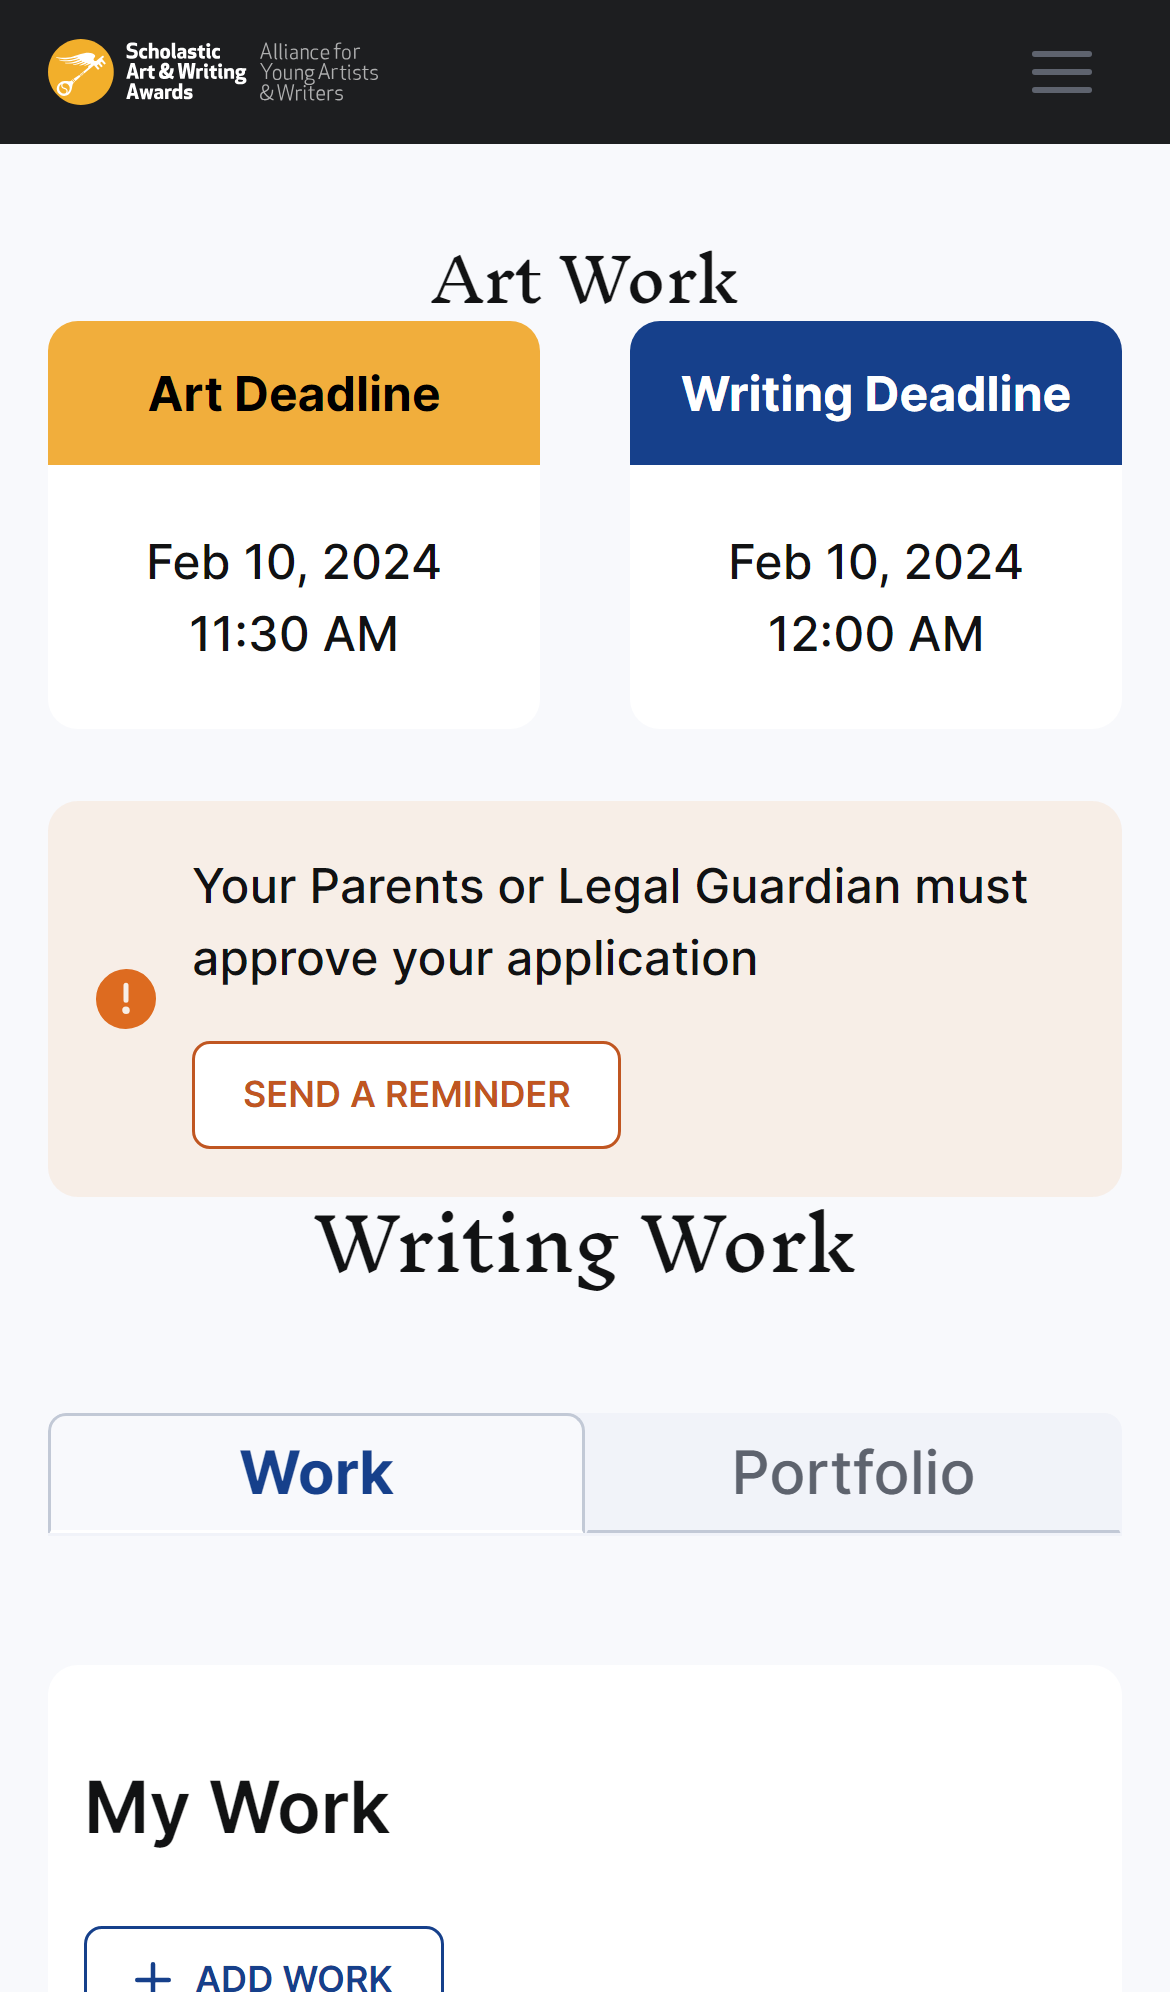 Scholastic
Art & Writing
Awards
Alliance for
Young Artists
& Writers
Art Work
Art Deadline
Feb 10, 2024
11:30 AM
Writing Deadline
Feb 10, 2024
12:00 AM
Your Parents or Legal Guardian must
approve your application
SEND A REMINDER
Writing Work
Work
Portfolio
My Work
+ ADD WORK